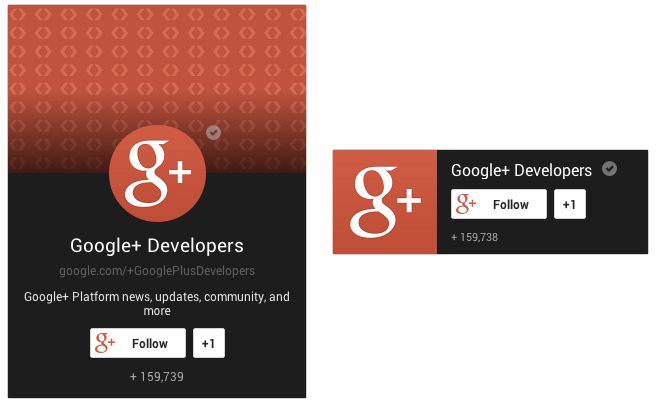 g+
Google+ Developers
google.com/+GooglePlusDevelopers
Google+ Platform news, updates, community, and
more
g+ Follow +1
+ 159,739
g+
Google+ Developers
g+ Follow +1
+ 159,738